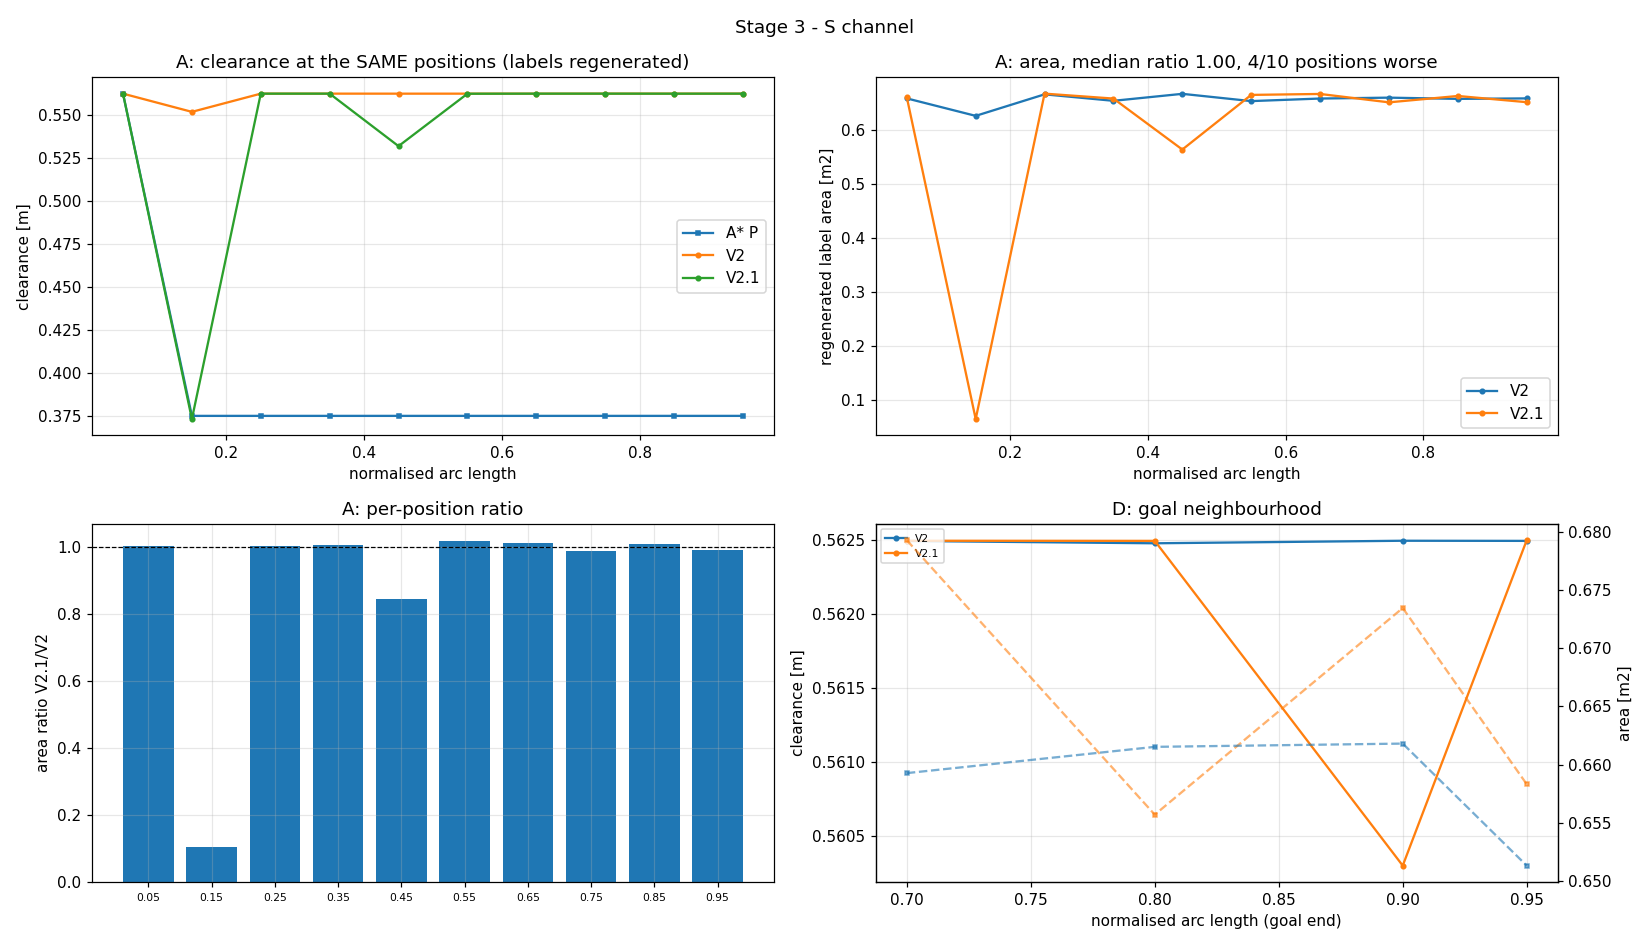 Stage 3 - S channel
A: clearance at the SAME positions (labels regenerated)
clearance [m]
0.550
0.525
0.500
0.475
0.450
0.425
0.400
0.375
A* P
V2
V2.1
0.2
0.4
0.6
0.8
normalised arc length
A: area, median ratio 1.00, 4/10 positions worse
regenerated label area [m2]
0.6
0.5
0.4
0.3
0.2
0.1
V2
V2.1
0.2
0.4
0.6
0.8
normalised arc length
A: per-position ratio
area ratio V2.1/V2
1.0
0.8
0.6
0.4
0.2
0.0
0.05
0.15
0.25
0.35
0.45
0.55
0.65
0.75
0.85
0.95
D: goal neighbourhood
clearance [m]
0.5625
0.5620
0.5615
0.5610
0.5605
V2
V2.1
0.680
0.675
0.670
0.665
0.660
0.655
0.650
area [m2]
0.70
0.75
0.80
0.85
0.90
0.95
normalised arc length (goal end)